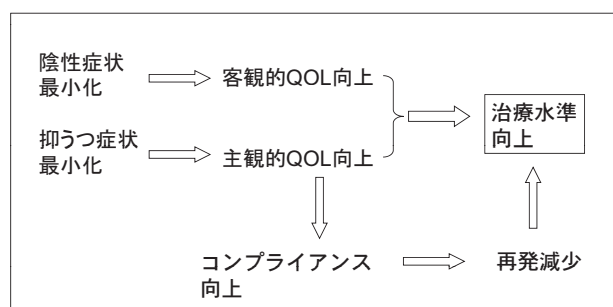 陰性症状
最小化
客観的QOL向上
抑うつ症状
最小化
主観的QOL向上
治療水準
向上
コンプライアンス
向上
再発減少